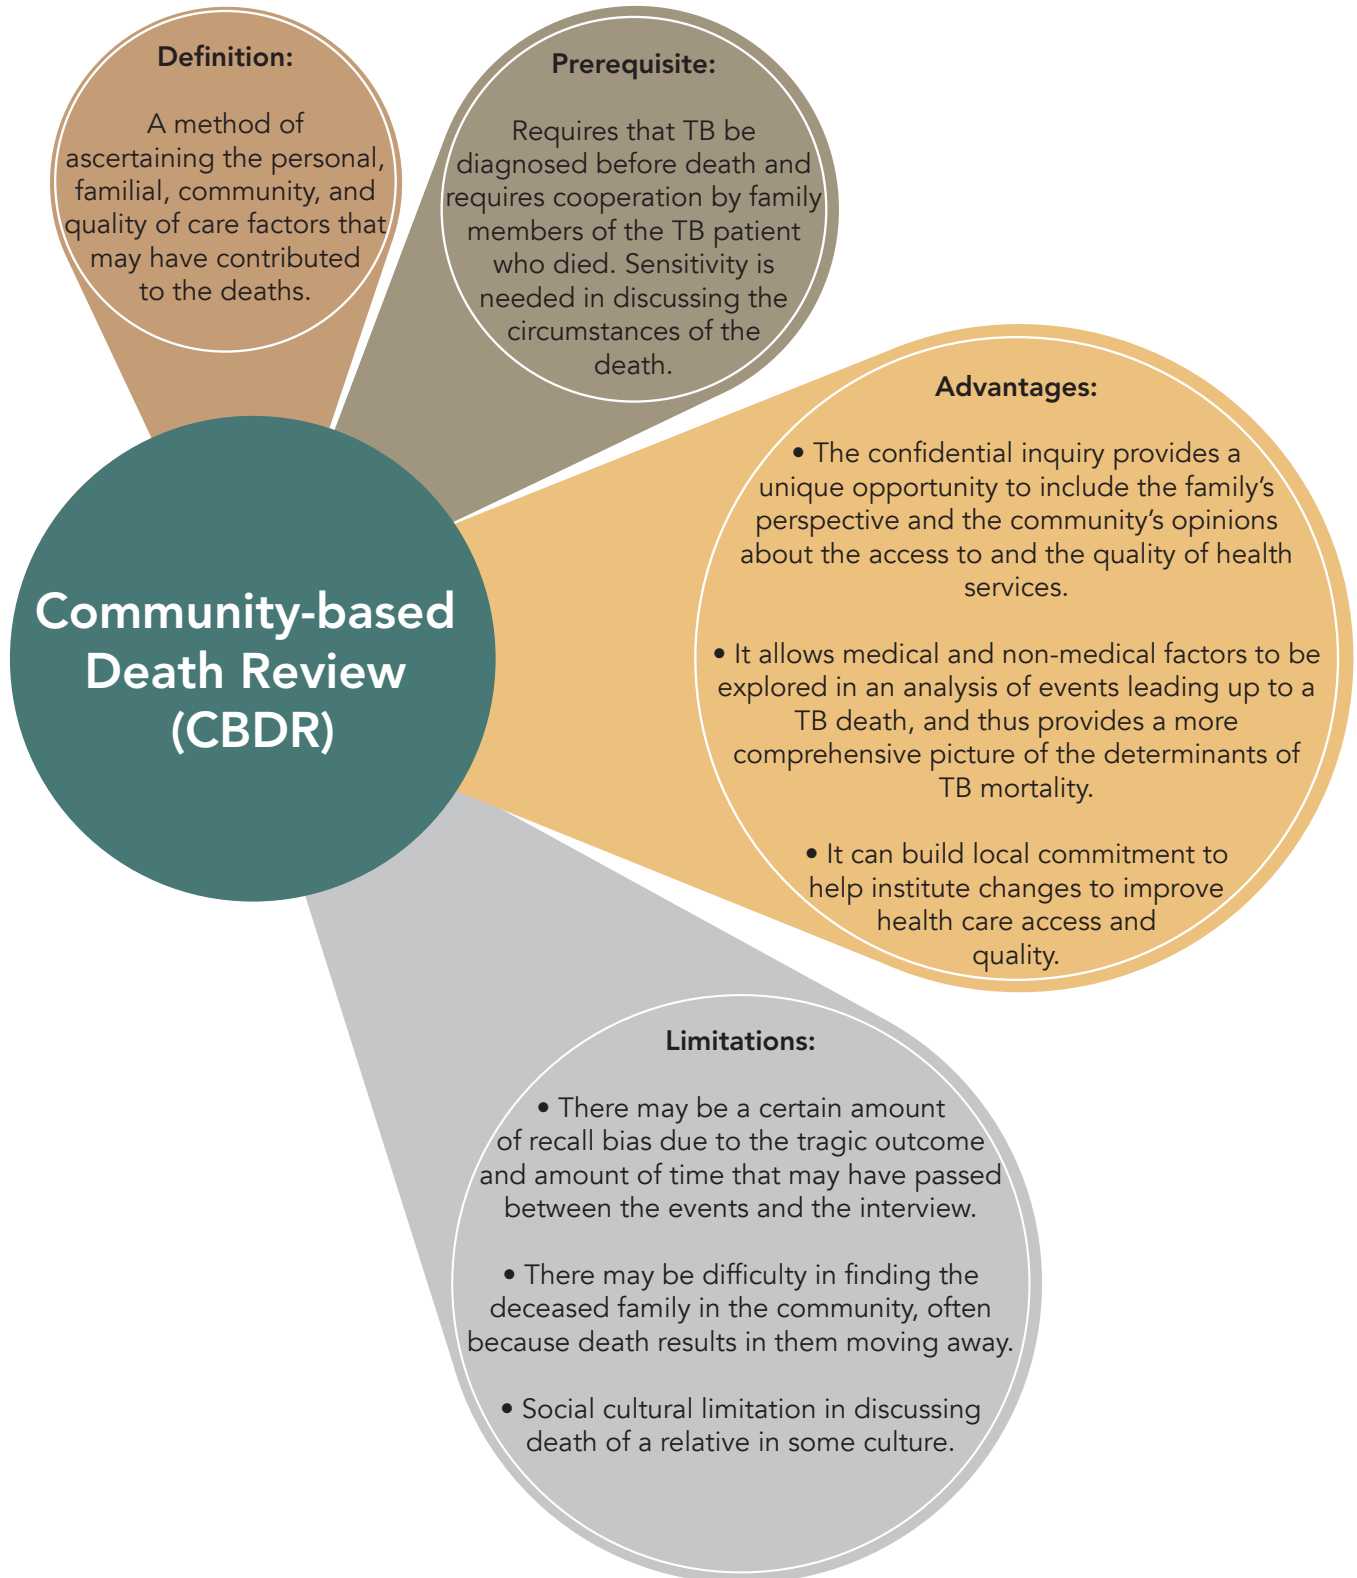 Definition:
A method of
ascertaining the personal,
familial, community, and
quality of care factors that
may have contributed
to the deaths.
Prerequisite:
Requires that TB be
diagnosed before death and
requires cooperation by family
members of the TB patient
who died. Sensitivity is
needed in discussing the
circumstances of the
death.
Community-based
Death Review
(CBDR)
Advantages:
• The confidential inquiry provides a
unique opportunity to include the family’s
perspective and the community’s opinions
about the access to and the quality of health
services.
• It allows medical and non-medical factors to be
explored in an analysis of events leading up to a
TB death, and thus provides a more
comprehensive picture of the determinants of
TB mortality.
• It can build local commitment to
help institute changes to improve
health care access and
quality.
Limitations:
• There may be a certain amount
of recall bias due to the tragic outcome
and amount of time that may have passed
between the events and the interview.
• There may be difficulty in finding the
deceased family in the community, often
because death results in them moving away.
• Social cultural limitation in discussing
death of a relative in some culture.